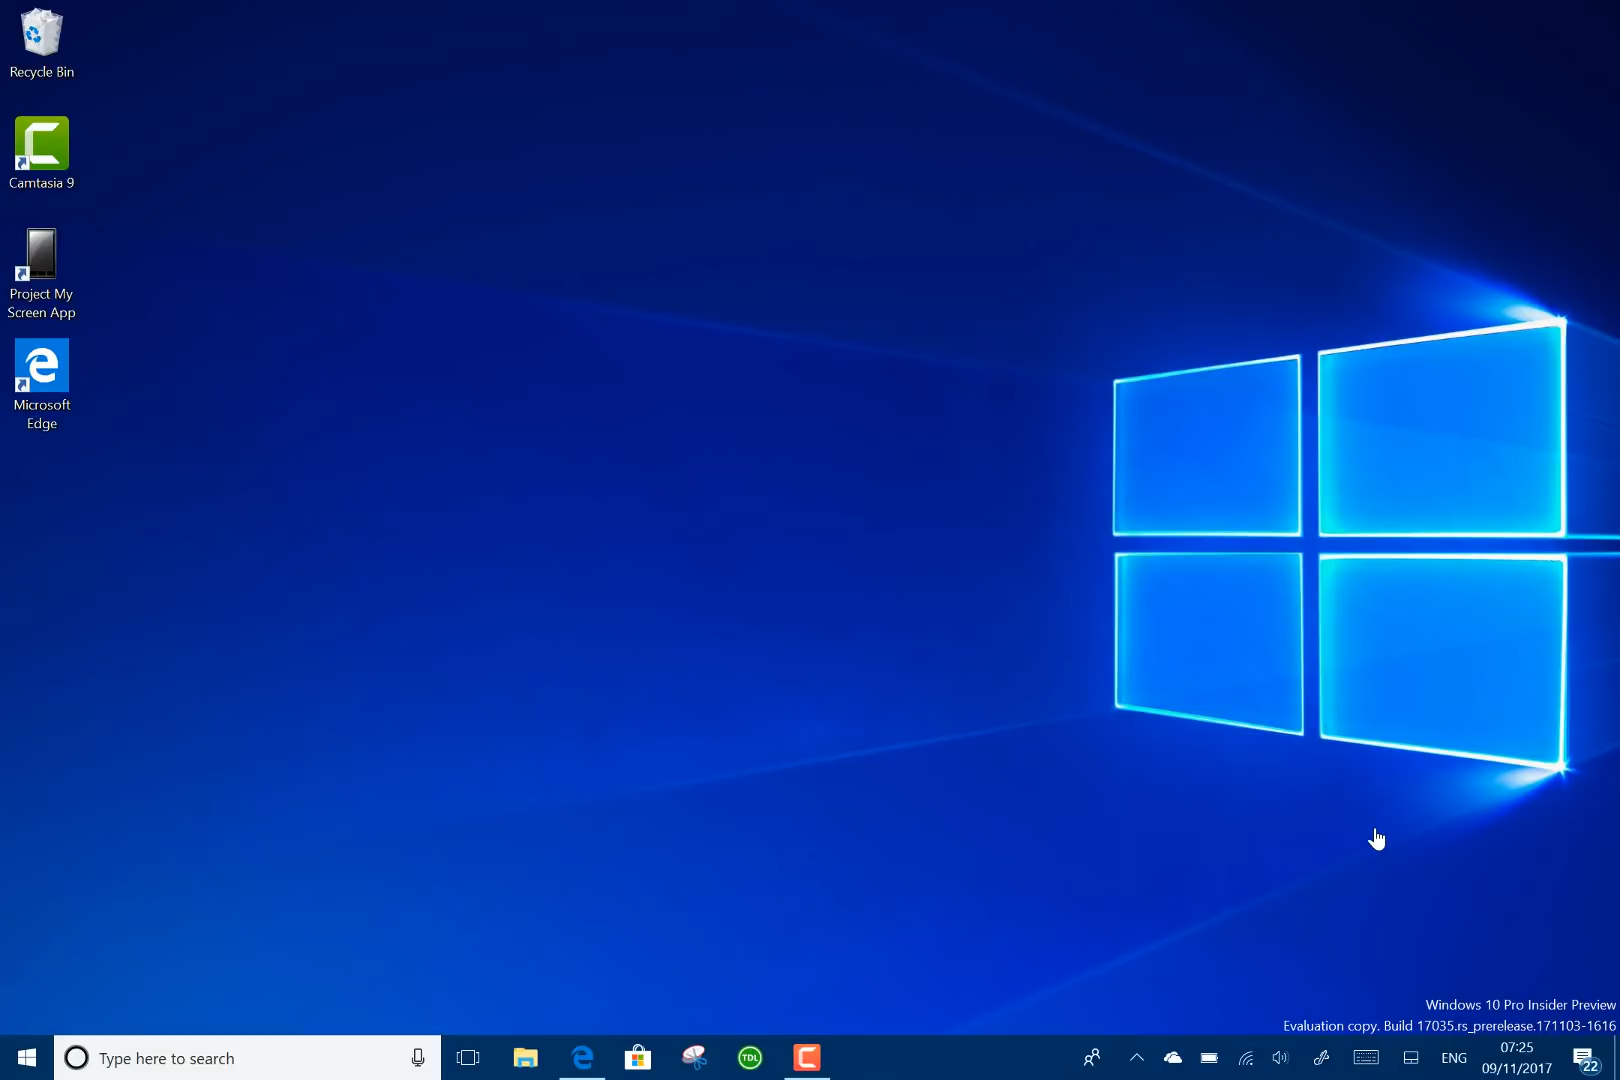 Recycle Bin
Camtasia 9
Project My
Screen App
Microsoft
Edge
Windows 10 Pro Insider Preview
Evaluation copy. Build 17035.rs_prerelease.171103-1616
Type here to search
TDL
ENG
07:25
09/11/2017
22